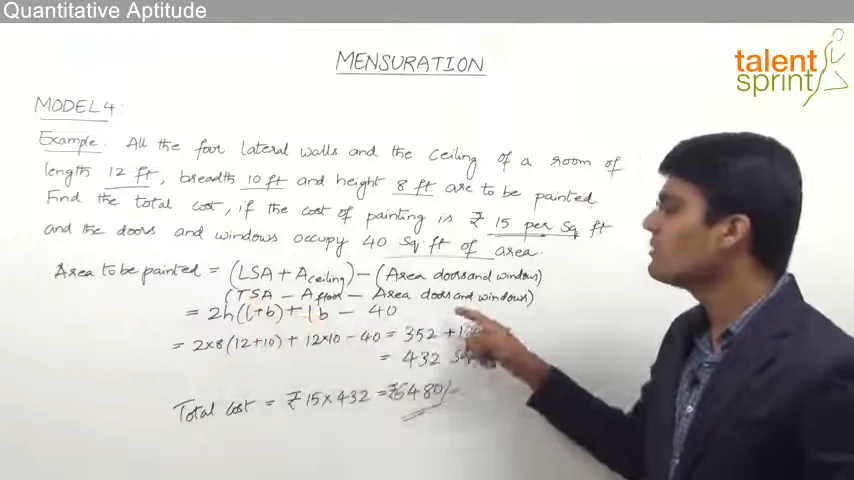 Quantitative Aptitude
MENSURATION
talent
sprint
MODEL 4:
Example. All the four lateral walls and the ceiling of a room of
length 12 ft, breadth 10 ft and height 8 ft are to be painted
Find the total cost, if the cost of painting is ₹ 15 per sq ft
and the doors and windows occupy 40 sq ft of area.
Area to be painted = (LSA + A ceiling) - (Area doors and windows)
(TSA - A floor - Area doors and windows)
= 2h(l+b) + lb - 40
= 2×8(12+10) + 12×10 - 40 = 352 +
= 432
Total cost = ₹ 15 × 432 = ₹6480/-